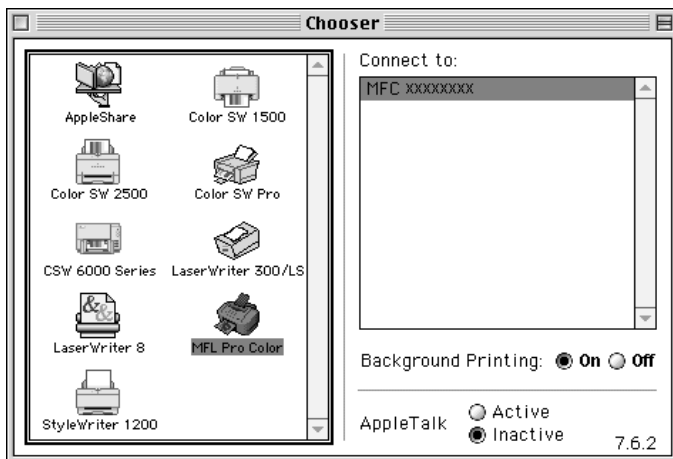 Chooser
AppleShare
Color SW 1500
Color SW 2500
Color SW Pro
CSW 6000 Series
LaserWriter 300/LS
LaserWriter 8
MFL Pro Color
StyleWriter 1200
Connect to:
MFC XXXXXXXX
Background Printing: On Off
AppleTalk
Active
Inactive
7.6.2